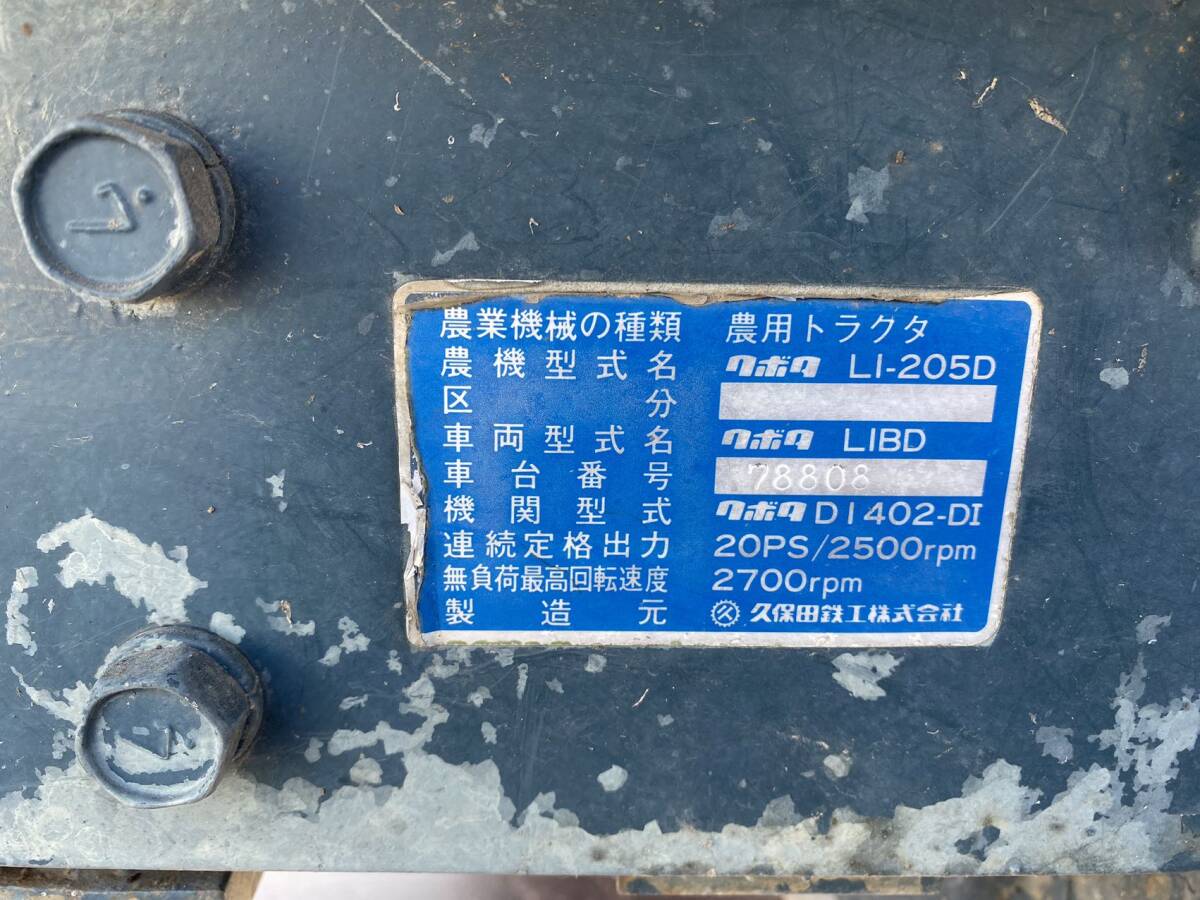 農業機械の種類 農用トラクタ
農機型式名 クボタ L1-205D
区分
車両型式名 クボタ L1BD
車台番号 78808
機関型式 クボタ D1402-DI
連続定格出力 20PS/2500rpm
無負荷最高回転速度 2700rpm
製造元 久保田鉄工株式会社